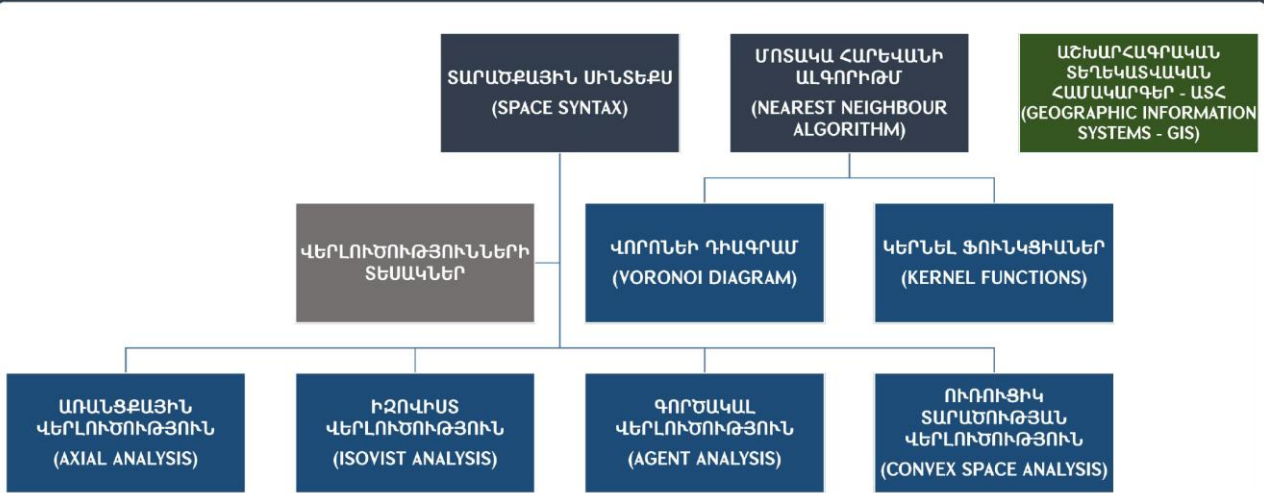 ՏԱՐԱԾՔԱՅԻՆ ՍԻՆՏԵՔՍ
(SPACE SYNTAX)
ՄՈՏԱԿԱ ՀԱՐԵՎԱՆԻ
ԱԼԳՈՐԻԹՄ
(NEAREST NEIGHBOUR
ALGORITHM)
ԱՇԽԱՐՀԱԳՐԱԿԱՆ
ՏԵՂԵԿԱՏՎԱԿԱՆ
ՀԱՄԱԿԱՐԳԵՐ - ԱՏՀ
(GEOGRAPHIC INFORMATION
SYSTEMS - GIS)
ՎԵՐԼՈՒԾՈՒԹՅՈՒՆՆԵՐԻ
ՏԵՍԱԿՆԵՐ
ՎՈՐՈՆԵԻ ԴԻԱԳՐԱՄ
(VORONOI DIAGRAM)
ԿԵՐՆԵԼ ՖՈՒՆԿՑԻԱՆԵՐ
(KERNEL FUNCTIONS)
ԱՌԱՆՑՔԱՅԻՆ
ՎԵՐԼՈՒԾՈՒԹՅՈՒՆ
(AXIAL ANALYSIS)
ԻԶՈՎԻՍՏ
ՎԵՐԼՈՒԾՈՒԹՅՈՒՆ
(ISOVIST ANALYSIS)
ԳՈՐԾԱԿԱԼ
ՎԵՐԼՈՒԾՈՒԹՅՈՒՆ
(AGENT ANALYSIS)
ՈՒՌՈՒՑԻԿ
ՏԱՐԱԾՈՒԹՅԱՆ
ՎԵՐԼՈՒԾՈՒԹՅՈՒՆ
(CONVEX SPACE ANALYSIS)